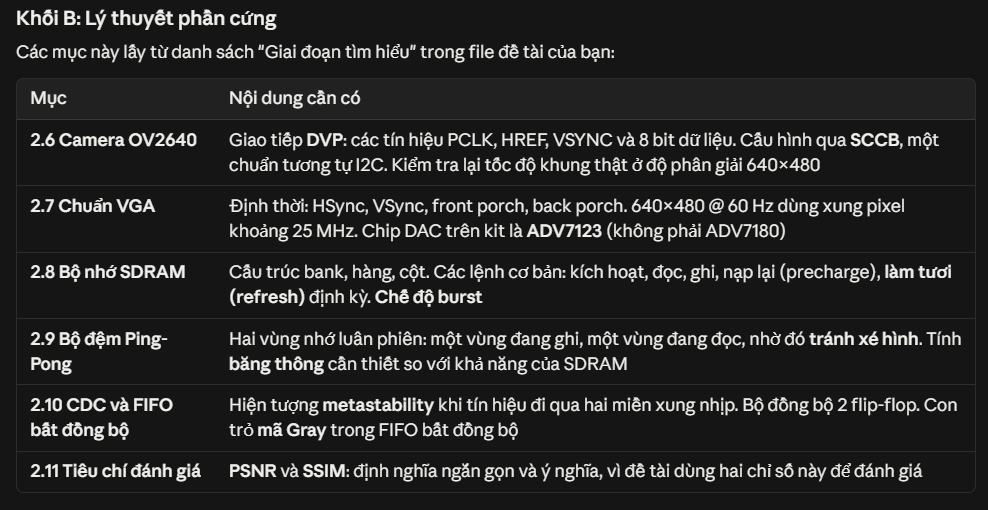 Khối B: Lý thuyết phần cứng
Các mục này lấy từ danh sách "Giai đoạn tìm hiểu" trong file đề tài của bạn:
Mục
Nội dung cần có
2.6 Camera OV2640
Giao tiếp DVP: các tín hiệu PCLK, HREF, VSYNC và 8 bit dữ liệu. Cấu hình qua SCCB, một
chuẩn tương tự I2C. Kiểm tra lại tốc độ khung thật ở độ phân giải 640×480
2.7 Chuẩn VGA
Định thời: HSync, VSync, front porch, back porch. 640×480 @ 60 Hz dùng xung pixel
khoảng 25 MHz. Chip DAC trên kit là ADV7123 (không phải ADV7180)
2.8 Bộ nhớ SDRAM
Cấu trúc bank, hàng, cột. Các lệnh cơ bản: kích hoạt, đọc, ghi, nạp lại (precharge), làm tươi
(refresh) định kỳ. Chế độ burst
2.9 Bộ đệm Ping-
Pong
Hai vùng nhớ luân phiên: một vùng đang ghi, một vùng đang đọc, nhờ đó tránh xé hình. Tính
băng thông cần thiết so với khả năng của SDRAM
2.10 CDC và FIFO
bất đồng bộ
Hiện tượng metastability khi tín hiệu đi qua hai miền xung nhịp. Bộ đồng bộ 2 flip-flop. Con
trỏ mã Gray trong FIFO bất đồng bộ
2.11 Tiêu chí đánh giá
PSNR và SSIM: định nghĩa ngắn gọn và ý nghĩa, vì đề tài dùng hai chỉ số này để đánh giá